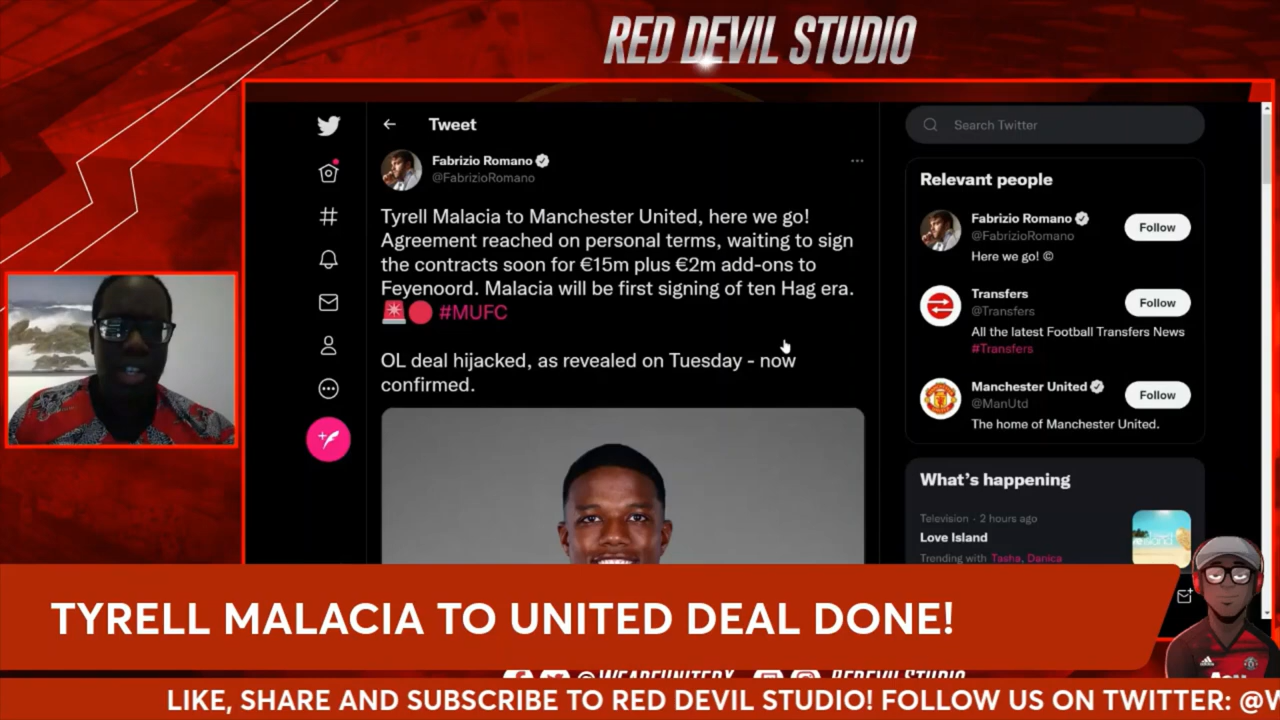 RED DEVIL STUDIO
Tweet
Search Twitter
Fabrizio Romano
@FabrizioRomano
Tyrell Malacia to Manchester United, here we go!
Agreement reached on personal terms, waiting to sign
the contracts soon for €15m plus €2m add-ons to
Feyenoord. Malacia will be first signing of ten Hag era.
#MUFC
OL deal hijacked, as revealed on Tuesday - now
confirmed.
Relevant people
Fabrizio Romano
@FabrizioRomano
Follow
Here we go! ©
Transfers
@Transfers
Follow
All the latest Football Transfers News
#Transfers
Manchester United
@ManUtd
Follow
The home of Manchester United.
What's happening
Television · 2 hours ago
Love Island
Trending with Tasha, Danica
TYRELL MALACIA TO UNITED DEAL DONE!
@WEAREUNITEDX
REDEVILSTUDIO
LIKE, SHARE AND SUBSCRIBE TO RED DEVIL STUDIO! FOLLOW US ON TWITTER: @W